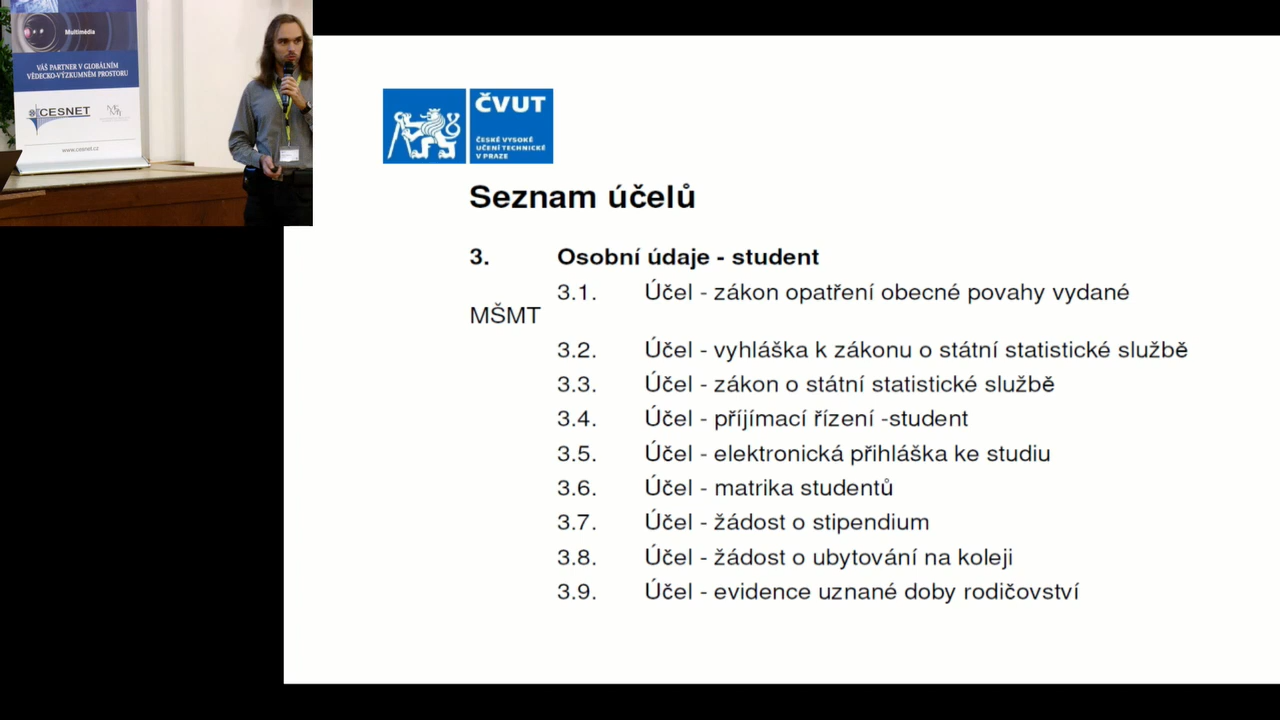 Multimédia
VÁŠ PARTNER V GLOBÁLNÍM
VĚDECKO-VÝZKUMNÉM PROSTORU
CESNET
www.cesnet.cz
ČVUT
ČESKÉ VYSOKÉ
UČENÍ TECHNICKÉ
V PRAZE
Seznam účelů
3. Osobní údaje - student
3.1. Účel - zákon opatření obecné povahy vydané
MŠMT
3.2. Účel - vyhláška k zákonu o státní statistické službě
3.3. Účel - zákon o státní statistické službě
3.4. Účel - příjímací řízení -student
3.5. Účel - elektronická přihláška ke studiu
3.6. Účel - matrika studentů
3.7. Účel - žádost o stipendium
3.8. Účel - žádost o ubytování na koleji
3.9. Účel - evidence uznané doby rodičovství